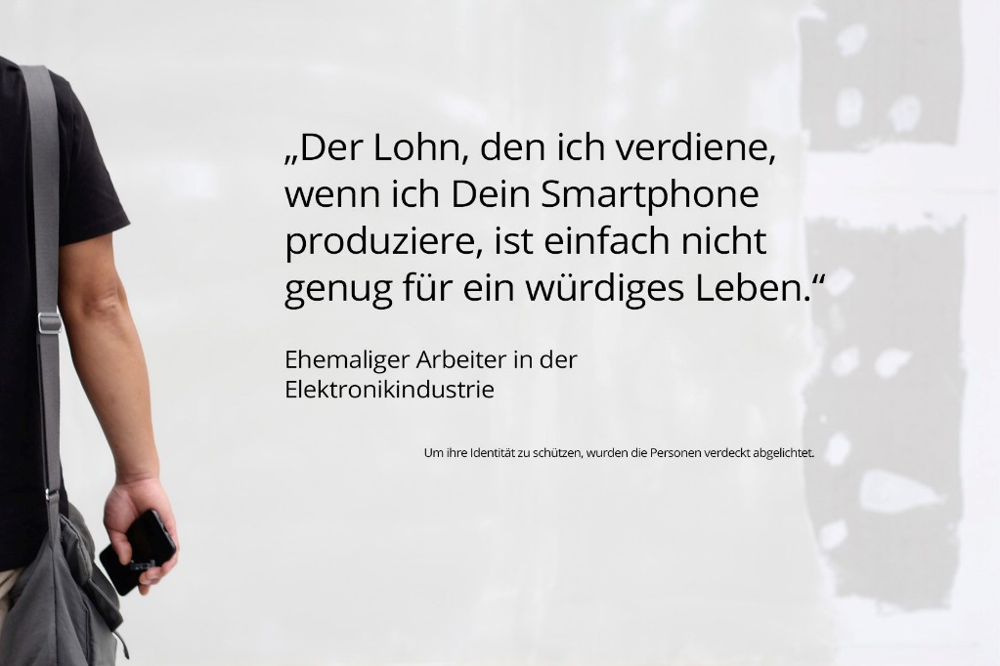 „Der Lohn, den ich verdiene,
wenn ich Dein Smartphone
produziere, ist einfach nicht
genug für ein würdiges Leben.“
Ehemaliger Arbeiter in der
Elektronikindustrie
Um ihre Identität zu schützen, wurden die Personen verdeckt abgelichtet.